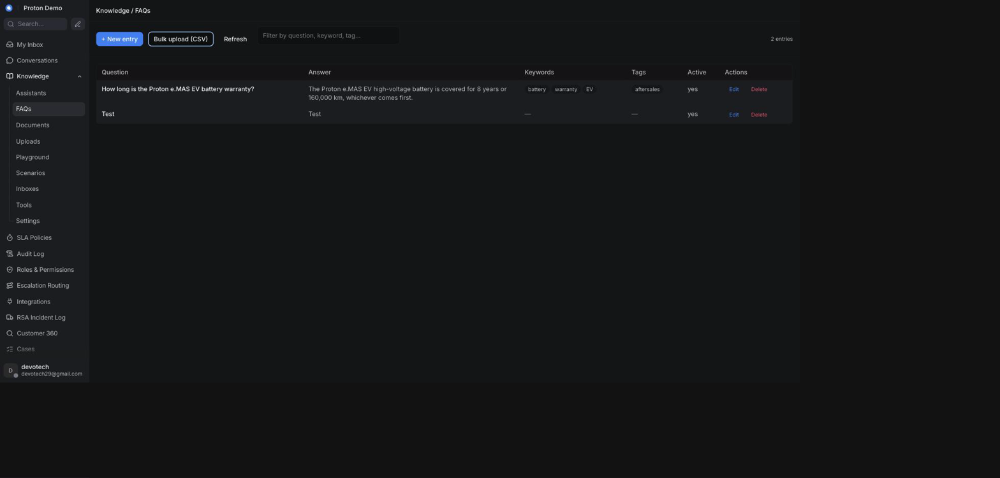 Proton Demo
Search...
My Inbox
Conversations
Knowledge
Assistants
FAQs
Documents
Uploads
Playground
Scenarios
Inboxes
Tools
Settings
SLA Policies
Audit Log
Roles & Permissions
Escalation Routing
Integrations
RSA Incident Log
Customer 360
Cases
D
devotech
devotech29@gmail.com
Knowledge / FAQs
+ New entry
Bulk upload (CSV)
Refresh
Filter by question, keyword, tag...
2 entries
Question Answer Keywords Tags Active Actions
How long is the Proton e.MAS EV battery warranty? The Proton e.MAS EV high-voltage battery is covered for 8 years or battery warranty EV aftersales yes Edit Delete
160,000 km, whichever comes first.
Test Test — — yes Edit Delete